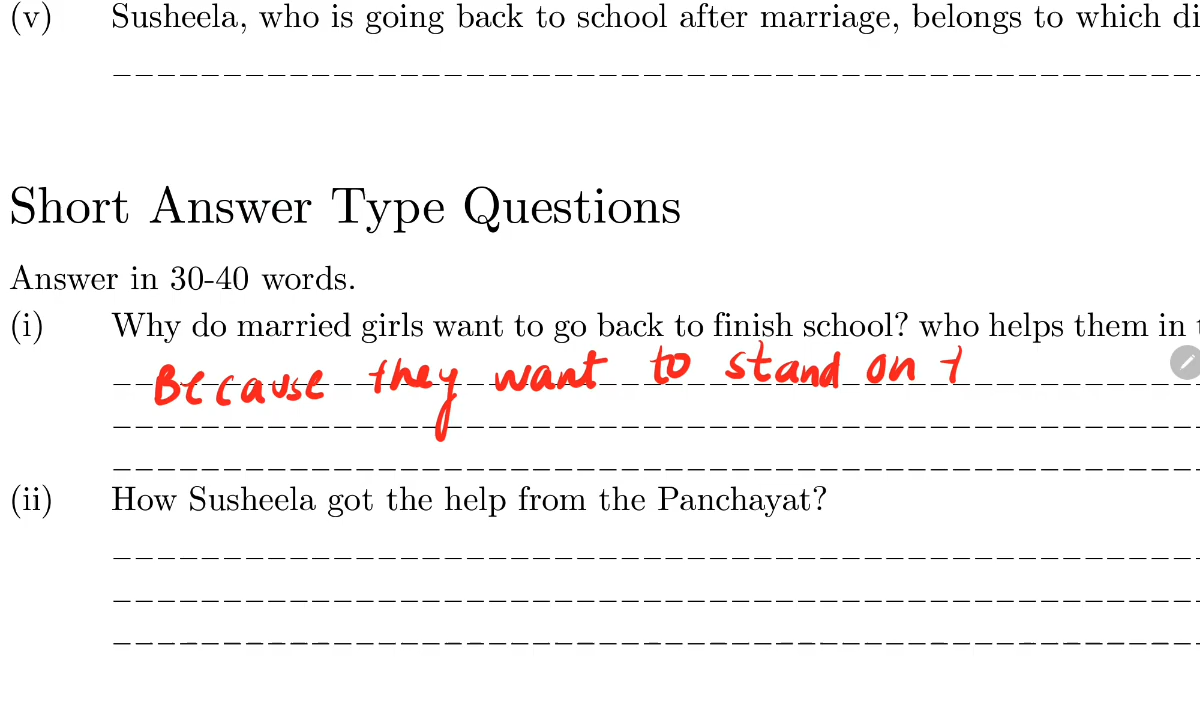 (v) Susheela, who is going back to school after marriage, belongs to which
Short Answer Type Questions
Answer in 30-40 words.
(i) Why do married girls want to go back to finish school? who helps them in
Because they want to stand on
(ii) How Susheela got the help from the Panchayat?